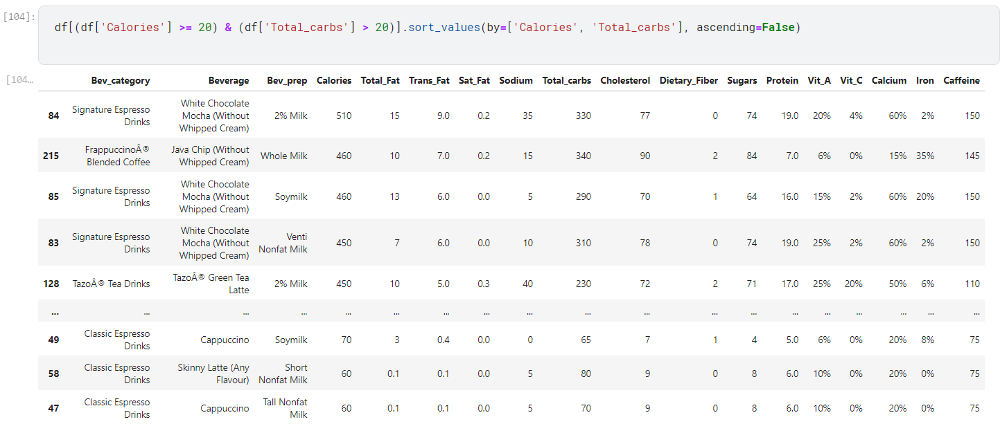 [104]:
df[(df['Calories'] >= 20) & (df['Total_carbs'] > 20)].sort_values(by=['Calories', 'Total_carbs'], ascending=False)
[104…
Bev_category Beverage Bev_prep Calories Total_Fat Trans_Fat Sat_Fat Sodium Total_carbs Cholesterol Dietary_Fiber Sugars Protein Vit_A Vit_C Calcium Iron Caffeine
84 Signature Espresso Drinks White Chocolate Mocha (Without Whipped Cream) 2% Milk 510 15 9.0 0.2 35 330 77 0 74 19.0 20% 4% 60% 2% 150
215 FrappuccinoÂ® Blended Coffee Java Chip (Without Whipped Cream) Whole Milk 460 10 7.0 0.2 15 340 90 2 84 7.0 6% 0% 15% 35% 145
85 Signature Espresso Drinks White Chocolate Mocha (Without Whipped Cream) Soymilk 460 13 6.0 0.0 5 290 70 1 64 16.0 15% 2% 60% 20% 150
83 Signature Espresso Drinks White Chocolate Mocha (Without Whipped Cream) Venti Nonfat Milk 450 7 6.0 0.0 10 310 78 0 74 19.0 25% 2% 60% 2% 150
128 TazoÂ® Tea Drinks TazoÂ® Green Tea Latte 2% Milk 450 10 5.0 0.3 40 230 72 2 71 17.0 25% 20% 50% 6% 110
... ... ... ... ... ... ... ... ... ... ... ... ... ... ... ... ... ... ...
49 Classic Espresso Drinks Cappuccino Soymilk 70 3 0.4 0.0 0 65 7 1 4 5.0 6% 0% 20% 8% 75
58 Classic Espresso Drinks Skinny Latte (Any Flavour) Short Nonfat Milk 60 0.1 0.1 0.0 5 80 9 0 8 6.0 10% 0% 20% 0% 75
47 Classic Espresso Drinks Cappuccino Tall Nonfat Milk 60 0.1 0.1 0.0 5 70 9 0 8 6.0 10% 0% 20% 0% 75